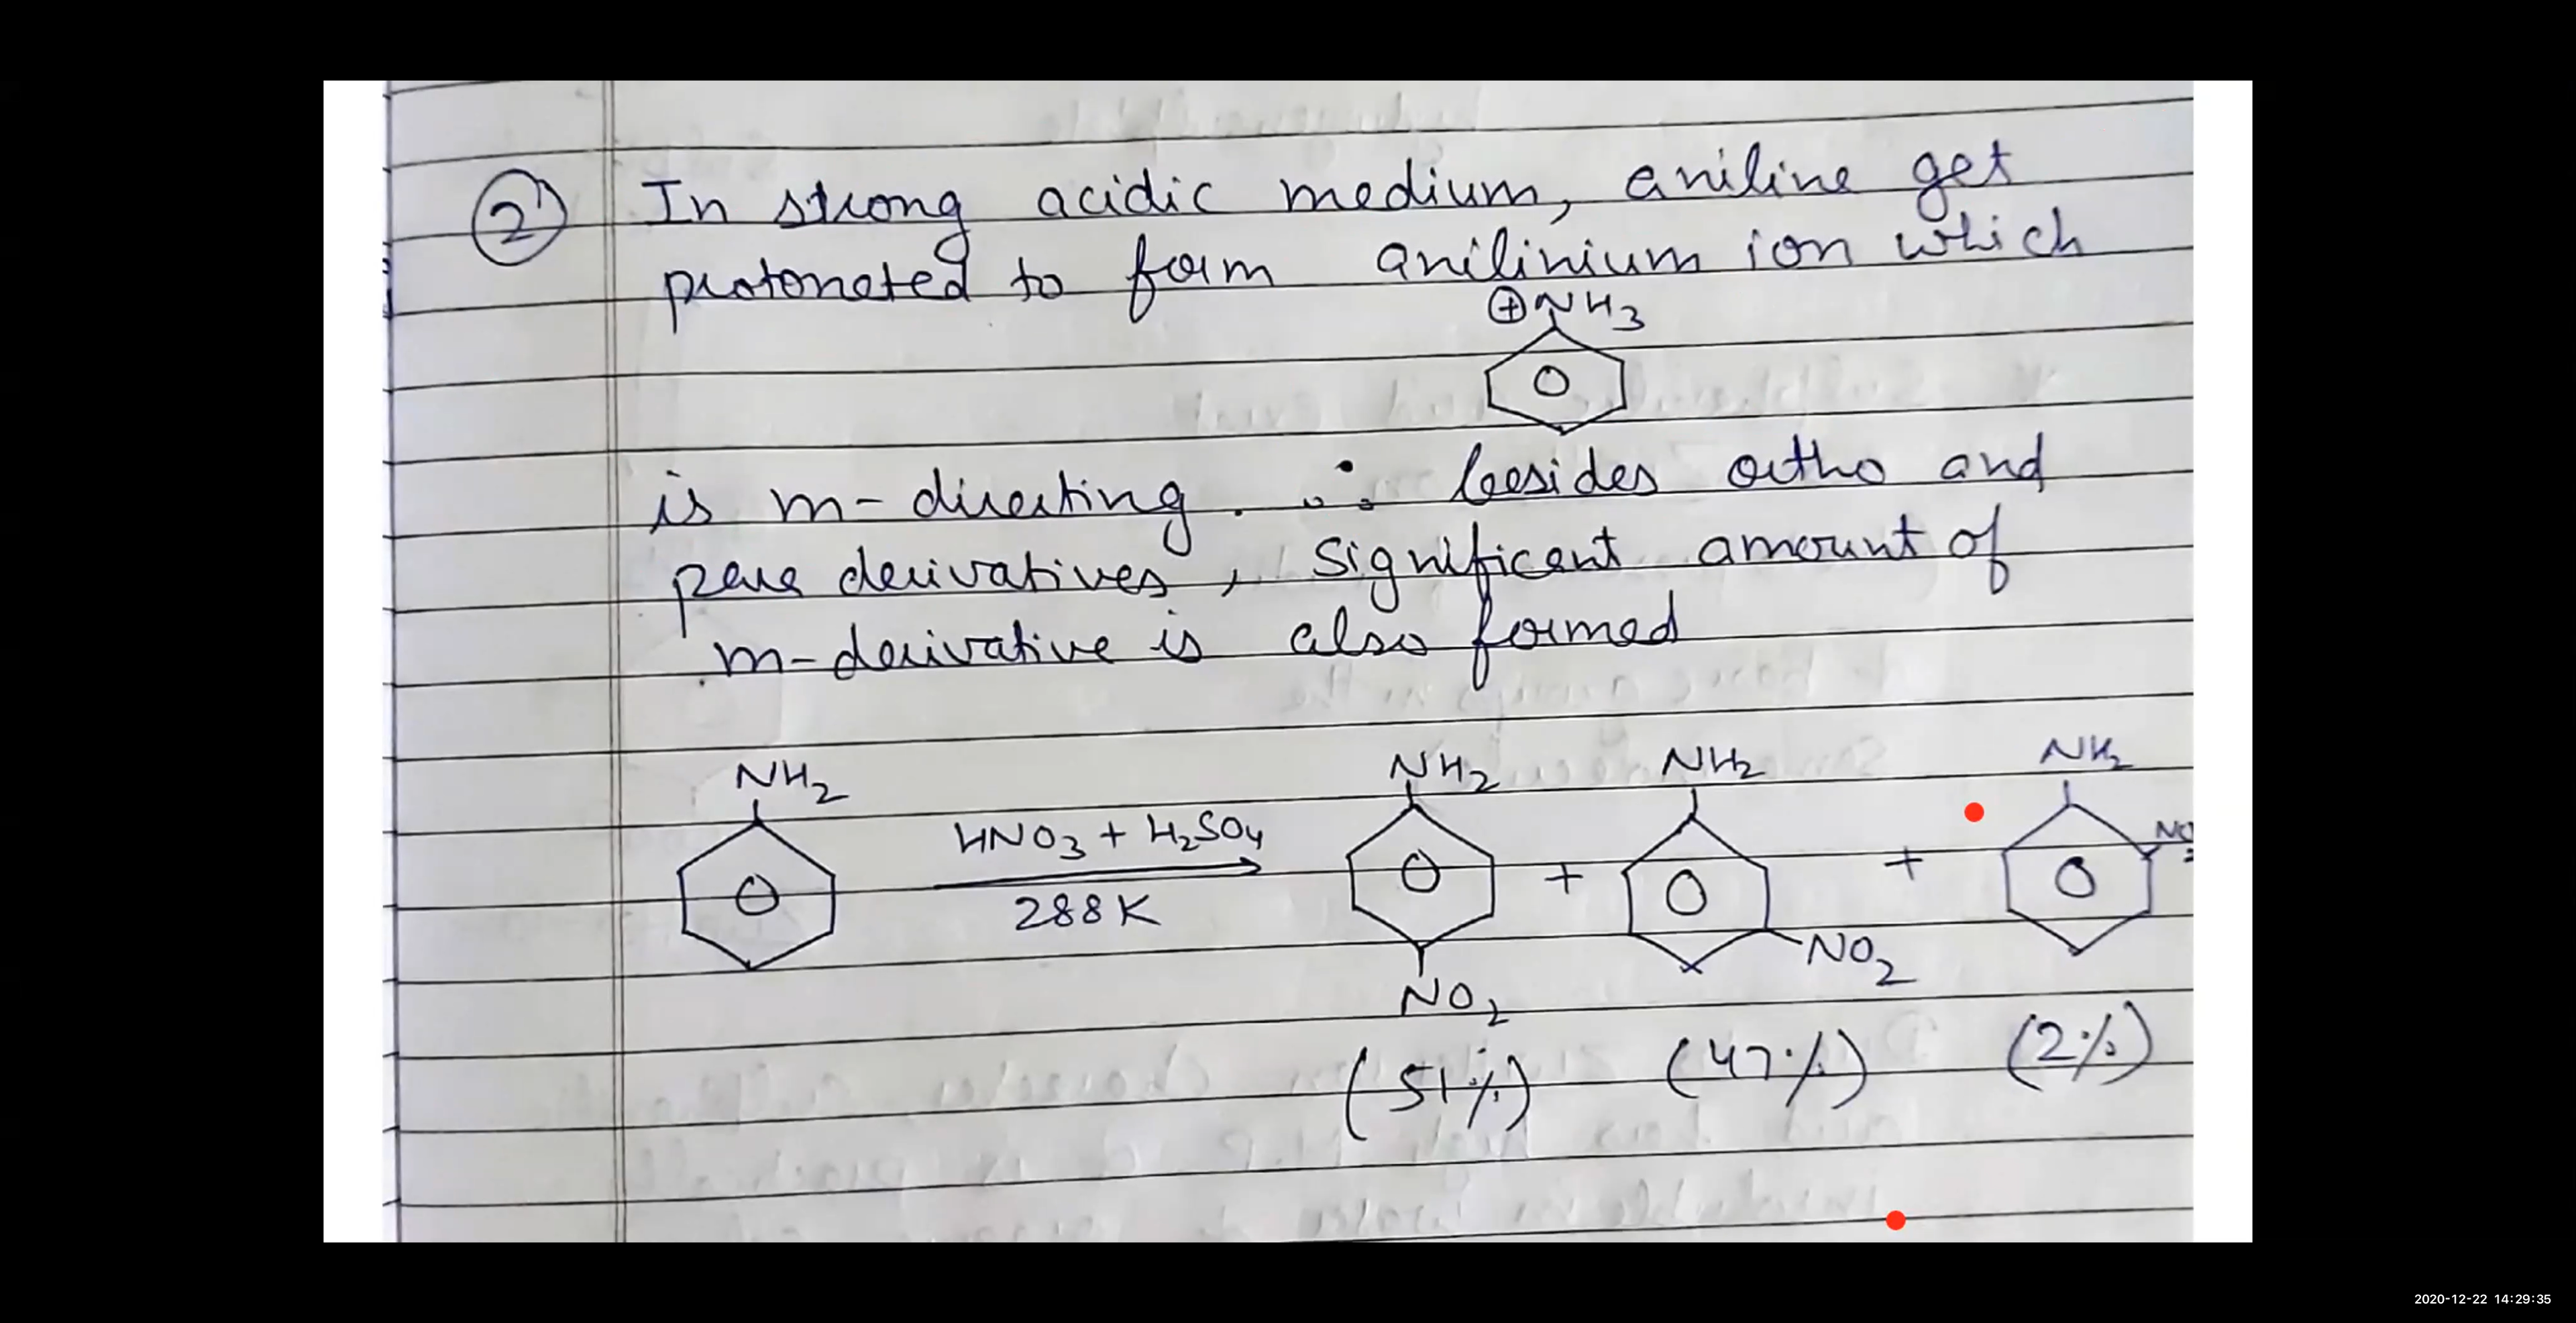 2
In strong acidic medium, aniline get
protonated to form anilinium ion which
⊕NH3
is m-directing. ∴ besides ortho and
para derivatives, significant amount of
m-derivative is also formed
NH2 NH2 NH2 NH2
HNO3 + H2SO4 + + NO2
288K NO2
NO2
(51%) (47%) (2%)
2020-12-22 14:29:35